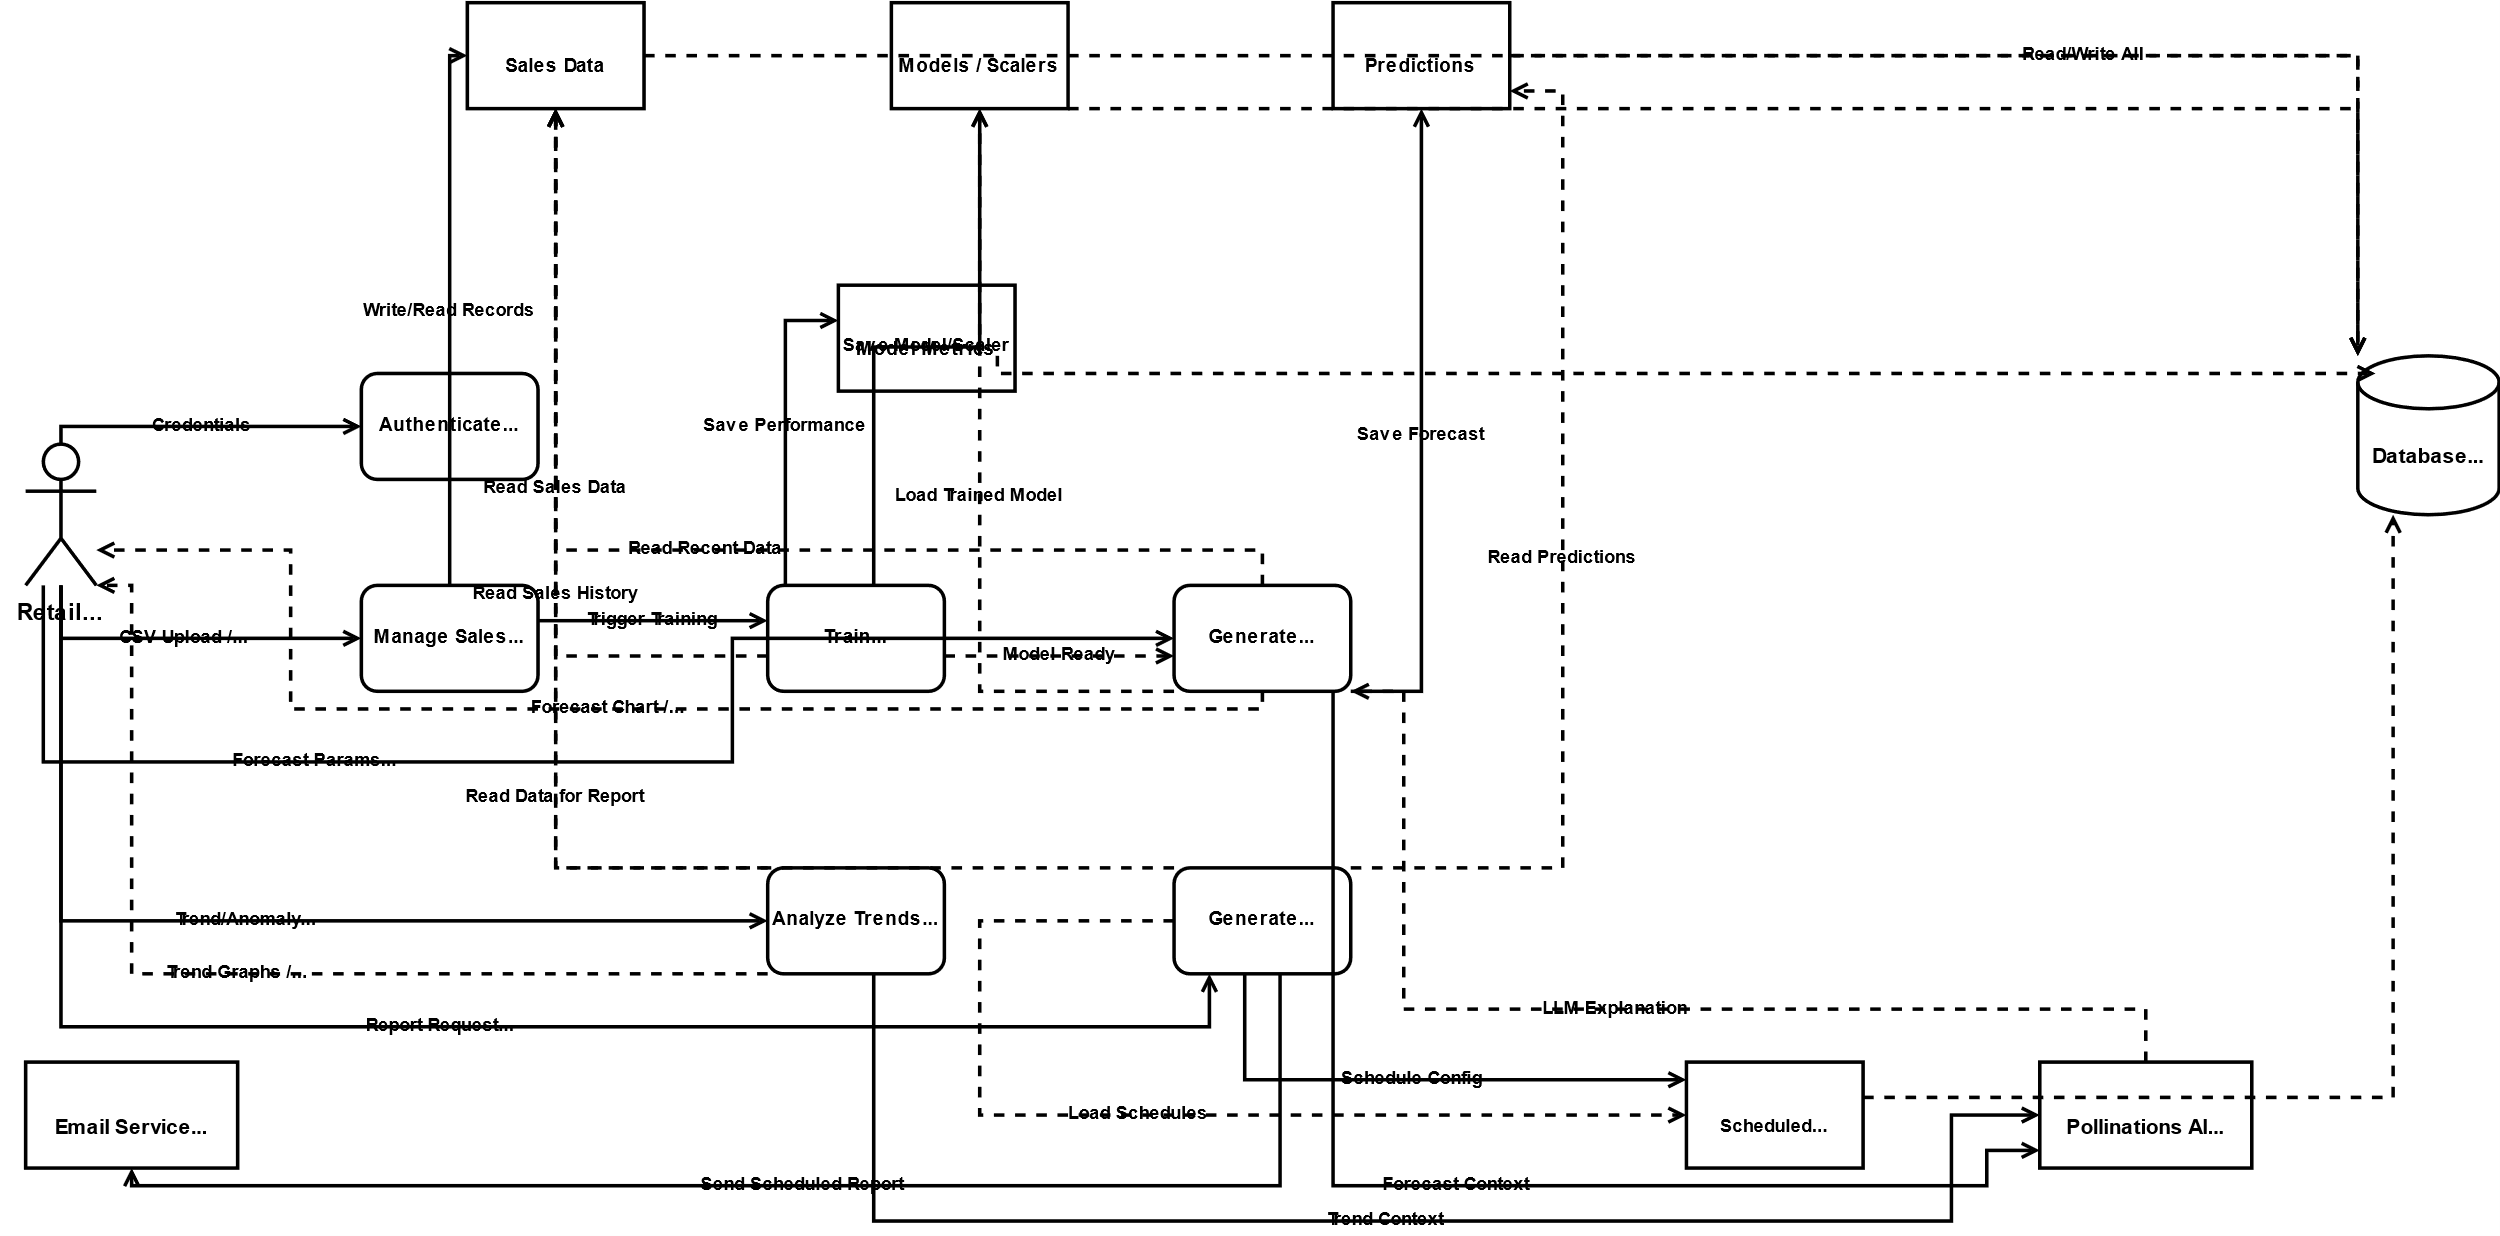 Sales Data
Models / Scalers
Predictions
Read/Write All
Write/Read Records
Save Model/Scaler
Model Metrics
Credentials
Authenticate...
Save Performance
Save Forecast
Database...
Read Sales Data
Load Trained Model
Read Recent Data
Read Predictions
Read Sales History
Retail...
Trigger Training
CSV Upload /...
Manage Sales...
Train...
Generate...
Model Ready
Forecast Chart /...
Forecast Params...
Read Data for Report
Trend/Anomaly...
Analyze Trends...
Generate...
Trend Graphs /...
LLM Explanation
Report Request...
Schedule Config
Load Schedules
Email Service...
Scheduled...
Pollinations AI...
Send Scheduled Report
Forecast Context
Trend Context